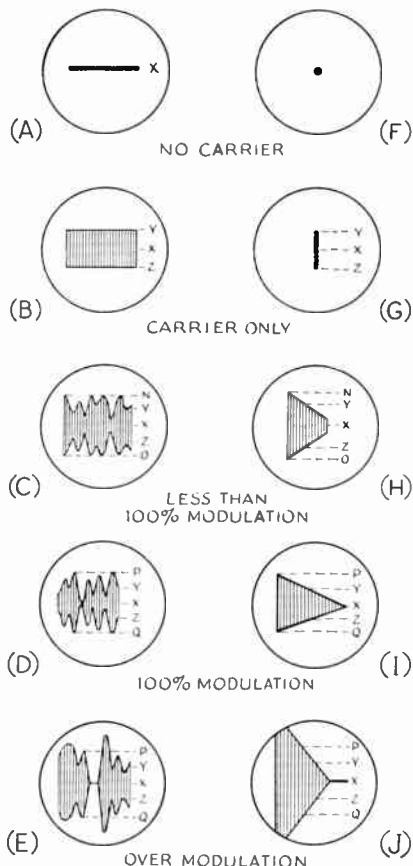 X
(A) (F)
NO CARRIER
Y Y
X X
Z Z
(B) (G)
CARRIER ONLY
N N
Y Y
X X
Z Z
O O
(C) (H)
LESS THAN
100% MODULATION
P P
Y Y
X X
Z Z
Q Q
(D) (I)
100% MODULATION
P P
Y Y
X X
Z Z
Q Q
(E) (J)
OVER MODULATION